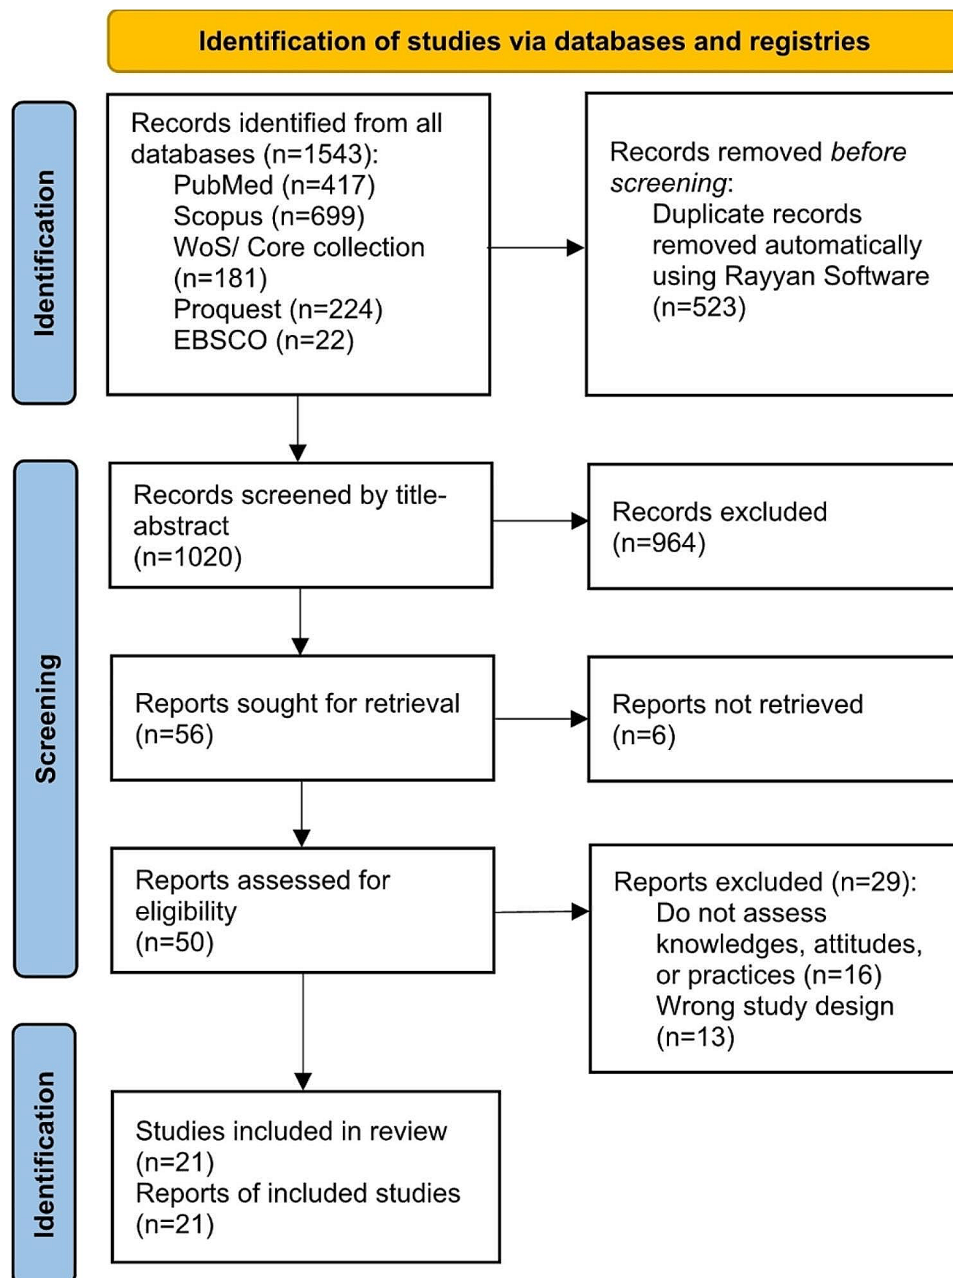 Identification of studies via databases and registries
Identification
Records identified from all
databases (n=1543):
PubMed (n=417)
Scopus (n=699)
WoS/ Core collection
(n=181)
Proquest (n=224)
EBSCO (n=22)
Records removed before
screening:
Duplicate records
removed automatically
using Rayyan Software
(n=523)
Screening
Records screened by title-
abstract
(n=1020)
Records excluded
(n=964)
Reports sought for retrieval
(n=56)
Reports not retrieved
(n=6)
Reports assessed for
eligibility
(n=50)
Reports excluded (n=29):
Do not assess
knowledges, attitudes,
or practices (n=16)
Wrong study design
(n=13)
Identification
Studies included in review
(n=21)
Reports of included studies
(n=21)